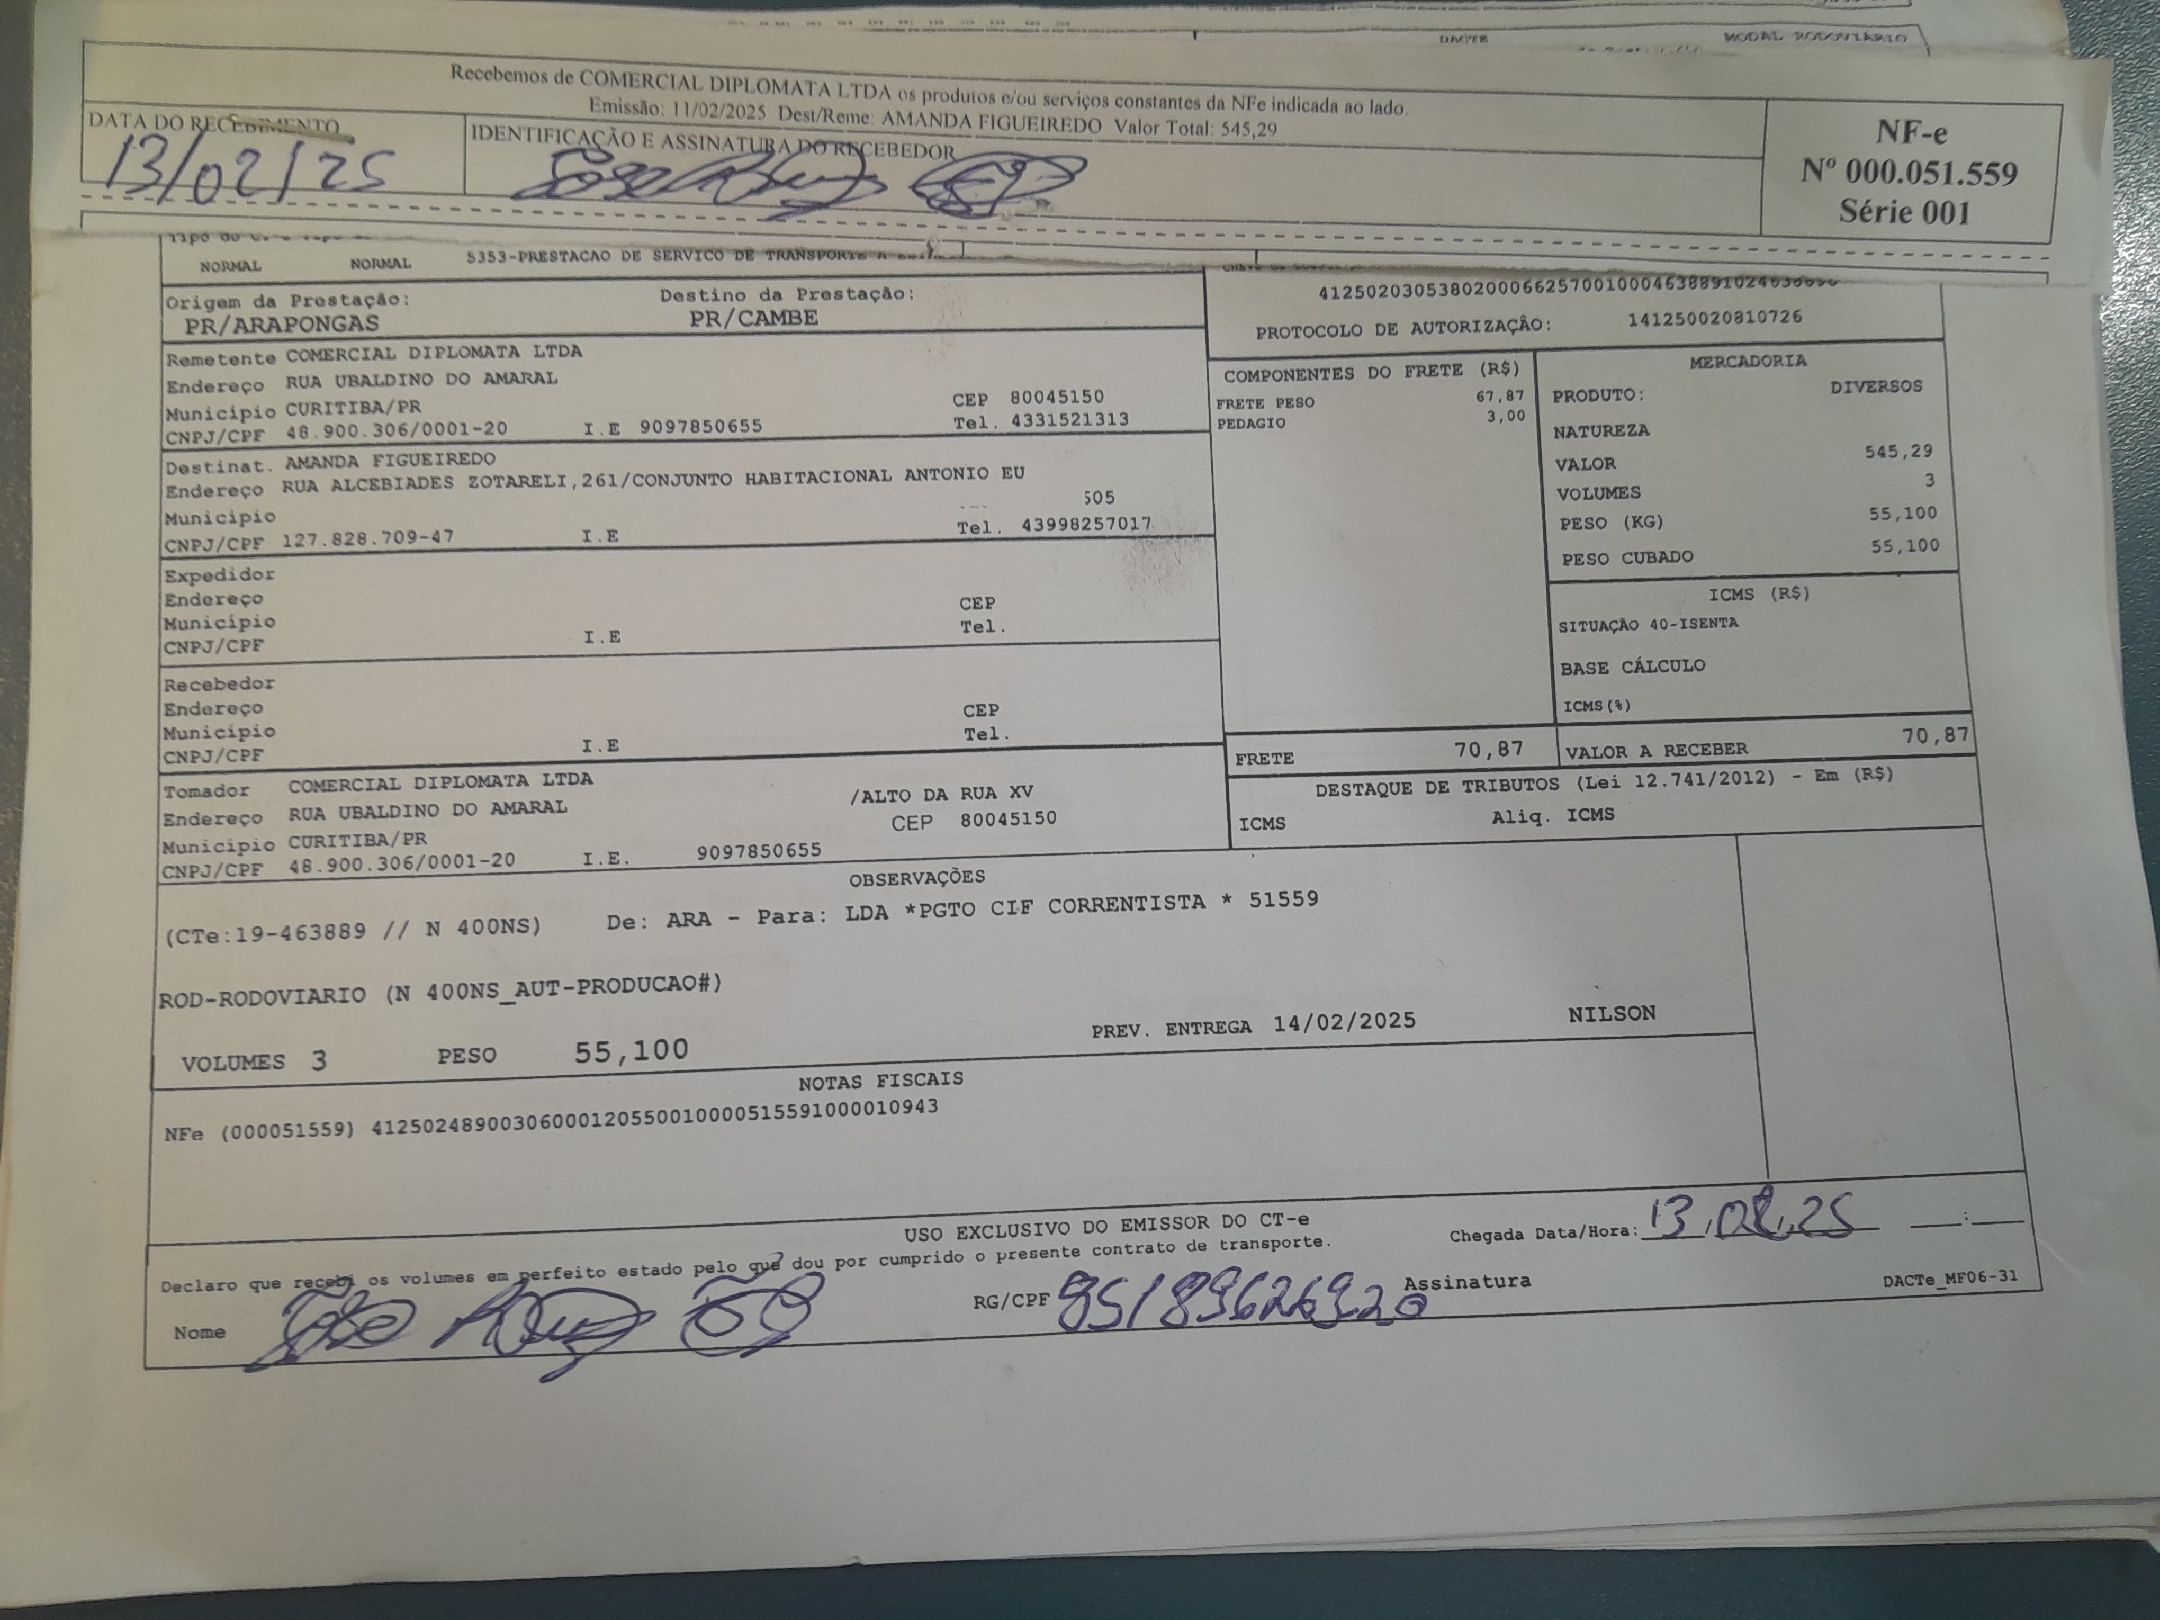 DACTE MODAL RODOVIÁRIO
Recebemos de COMERCIAL DIPLOMATA LTDA os produtos e/ou serviços constantes da NFe indicada ao lado.
Emissão: 11/02/2025 Dest/Reme: AMANDA FIGUEIREDO Valor Total: 545,29
DATA DO RECEBIMENTO
13/02/25
IDENTIFICAÇÃO E ASSINATURA DO RECEBEDOR
NF-e
Nº 000.051.559
Série 001
NORMAL NORMAL 5353-PRESTACAO DE SERVICO DE TRANSPORTE
Origem da Prestação: Destino da Prestação:
PR/ARAPONGAS PR/CAMBE
PROTOCOLO DE AUTORIZAÇÃO: 141250020810726
Remetente COMERCIAL DIPLOMATA LTDA
Endereço RUA UBALDINO DO AMARAL
Município CURITIBA/PR CEP 80045150
CNPJ/CPF 48.900.306/0001-20 I.E 9097850655 Tel. 4331521313
Destinat. AMANDA FIGUEIREDO
Endereço RUA ALCEBIADES ZOTARELI,261/CONJUNTO HABITACIONAL ANTONIO EU
Município 505
CNPJ/CPF 127.828.709-47 I.E Tel. 43998257017
Expedidor
Endereço
Município CEP
CNPJ/CPF I.E Tel.
Recebedor
Endereço
Município CEP
CNPJ/CPF I.E Tel.
Tomador COMERCIAL DIPLOMATA LTDA
Endereço RUA UBALDINO DO AMARAL /ALTO DA RUA XV
Município CURITIBA/PR CEP 80045150
CNPJ/CPF 48.900.306/0001-20 I.E. 9097850655
COMPONENTES DO FRETE (R$)
FRETE PESO 67,87
PEDAGIO 3,00
MERCADORIA
PRODUTO: DIVERSOS
NATUREZA
VALOR 545,29
VOLUMES 3
PESO (KG) 55,100
PESO CUBADO 55,100
ICMS (R$)
SITUAÇÃO 40-ISENTA
BASE CÁLCULO
ICMS(%)
FRETE 70,87 VALOR A RECEBER 70,87
DESTAQUE DE TRIBUTOS (Lei 12.741/2012) - Em (R$)
ICMS Aliq. ICMS
OBSERVAÇÕES
(CTe:19-463889 // N 400NS) De: ARA - Para: LDA *PGTO CIF CORRENTISTA * 51559
ROD-RODOVIARIO (N 400NS_AUT-PRODUCAO#)
VOLUMES 3 PESO 55,100 PREV. ENTREGA 14/02/2025 NILSON
NOTAS FISCAIS
NFe (000051559) 41250248900306000120550010000515591000010943
USO EXCLUSIVO DO EMISSOR DO CT-e
Declaro que recebi os volumes em perfeito estado pelo que dou por cumprido o presente contrato de transporte.
Chegada Data/Hora: 13,02,25 :
Nome RG/CPF 85189626920 Assinatura DACTe_MF06-31